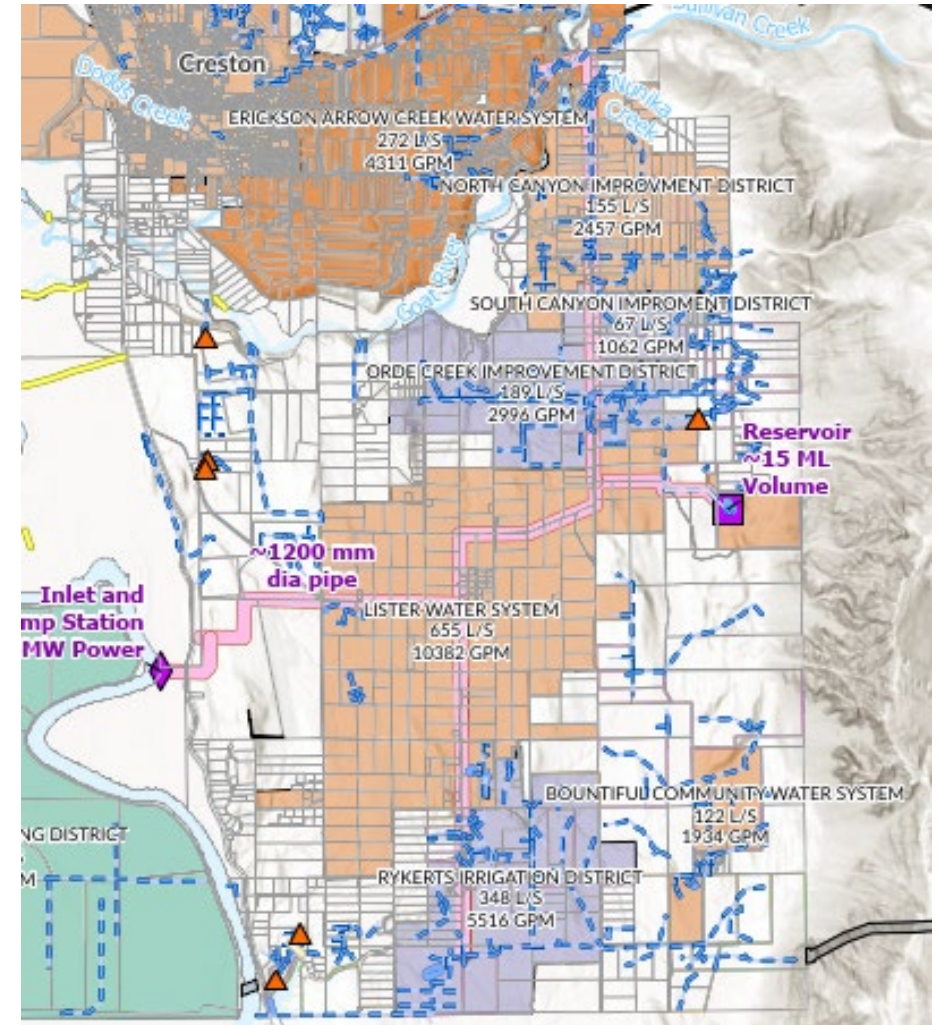 Sullivan Creek
Creston
Dodds Creek
Nunika
Creek
ERICKSON ARROW CREEK WATER SYSTEM
272 L/S
4311 GPM
NORTH CANYON IMPROVMENT DISTRICT
155 L/S
2457 GPM
Goat River
SOUTH CANYON IMPROMENT DISTRICT
67 L/S
1062 GPM
ORDE CREEK IMPROVEMENT DISTRICT
189 L/S
2996 GPM
Reservoir
~15 ML
Volume
~1200 mm
dia pipe
Inlet and
mp Station
MW Power
LISTER WATER SYSTEM
655 L/S
10382 GPM
BOUNTIFUL COMMUNITY WATER SYSTEM
122 L/S
1934 GPM
NG DISTRICT
M
RYKERTS IRRIGATION DISTRICT
348 L/S
5516 GPM